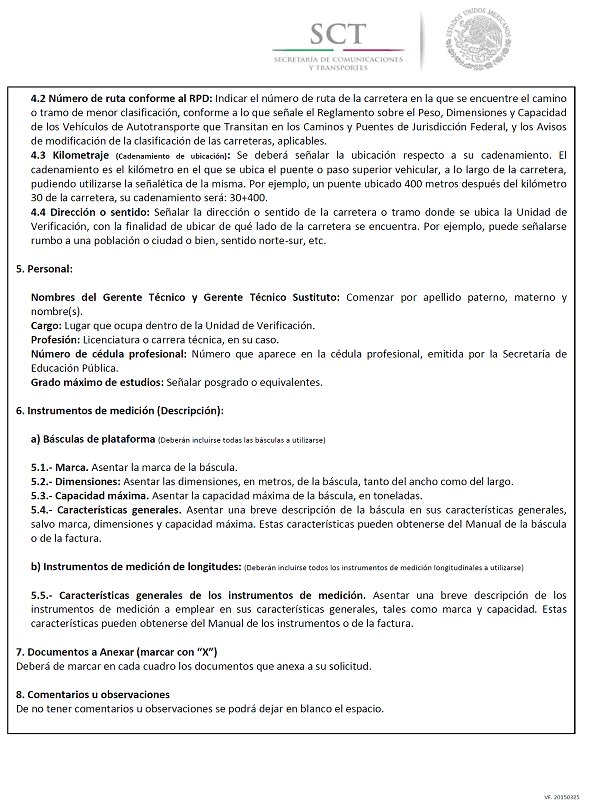 SCT
SECRETARÍA DE COMUNICACIONES
Y TRANSPORTES
ESTADOS UNIDOS MEXICANOS
4.2 Número de ruta conforme al RPD: Indicar el número de ruta de la carretera en la que se encuentre el camino
o tramo de menor clasificación, conforme a lo que señale el Reglamento sobre el Peso, Dimensiones y Capacidad
de los Vehículos de Autotransporte que Transitan en los Caminos y Puentes de Jurisdicción Federal, y los Avisos
de modificación de la clasificación de las carreteras, aplicables.
4.3 Kilometraje (Cadenamiento de ubicación): Se deberá señalar la ubicación respecto a su cadenamiento. El
cadenamiento es el kilómetro en el que se ubica el puente o paso superior vehicular, a lo largo de la carretera,
pudiendo utilizarse la señalética de la misma. Por ejemplo, un puente ubicado 400 metros después del kilómetro
30 de la carretera, su cadenamiento será: 30+400.
4.4 Dirección o sentido: Señalar la dirección o sentido de la carretera o tramo donde se ubica la Unidad de
Verificación, con la finalidad de ubicar de qué lado de la carretera se encuentra. Por ejemplo, puede señalarse
rumbo a una población o ciudad o bien, sentido norte-sur, etc.
5. Personal:
Nombres del Gerente Técnico y Gerente Técnico Sustituto: Comenzar por apellido paterno, materno y
nombre(s).
Cargo: Lugar que ocupa dentro de la Unidad de Verificación.
Profesión: Licenciatura o carrera técnica, en su caso.
Número de cédula profesional: Número que aparece en la cédula profesional, emitida por la Secretaría de
Educación Pública.
Grado máximo de estudios: Señalar posgrado o equivalentes.
6. Instrumentos de medición (Descripción):
a) Básculas de plataforma (Deberán incluirse todas las básculas a utilizarse)
5.1.- Marca. Asentar la marca de la báscula.
5.2.- Dimensiones: Asentar las dimensiones, en metros, de la báscula, tanto del ancho como del largo.
5.3.- Capacidad máxima. Asentar la capacidad máxima de la báscula, en toneladas.
5.4.- Características generales. Asentar una breve descripción de la báscula en sus características generales,
salvo marca, dimensiones y capacidad máxima. Estas características pueden obtenerse del Manual de la báscula
o de la factura.
b) Instrumentos de medición de longitudes: (Deberán incluirse todos los instrumentos de medición longitudinales a utilizarse)
5.5.- Características generales de los instrumentos de medición. Asentar una breve descripción de los
instrumentos de medición a emplear en sus características generales, tales como marca y capacidad. Estas
características pueden obtenerse del Manual de los instrumentos o de la factura.
7. Documentos a Anexar (marcar con “X”)
Deberá de marcar en cada cuadro los documentos que anexa a su solicitud.
8. Comentarios u observaciones
De no tener comentarios u observaciones se podrá dejar en blanco el espacio.
VF. 20150325